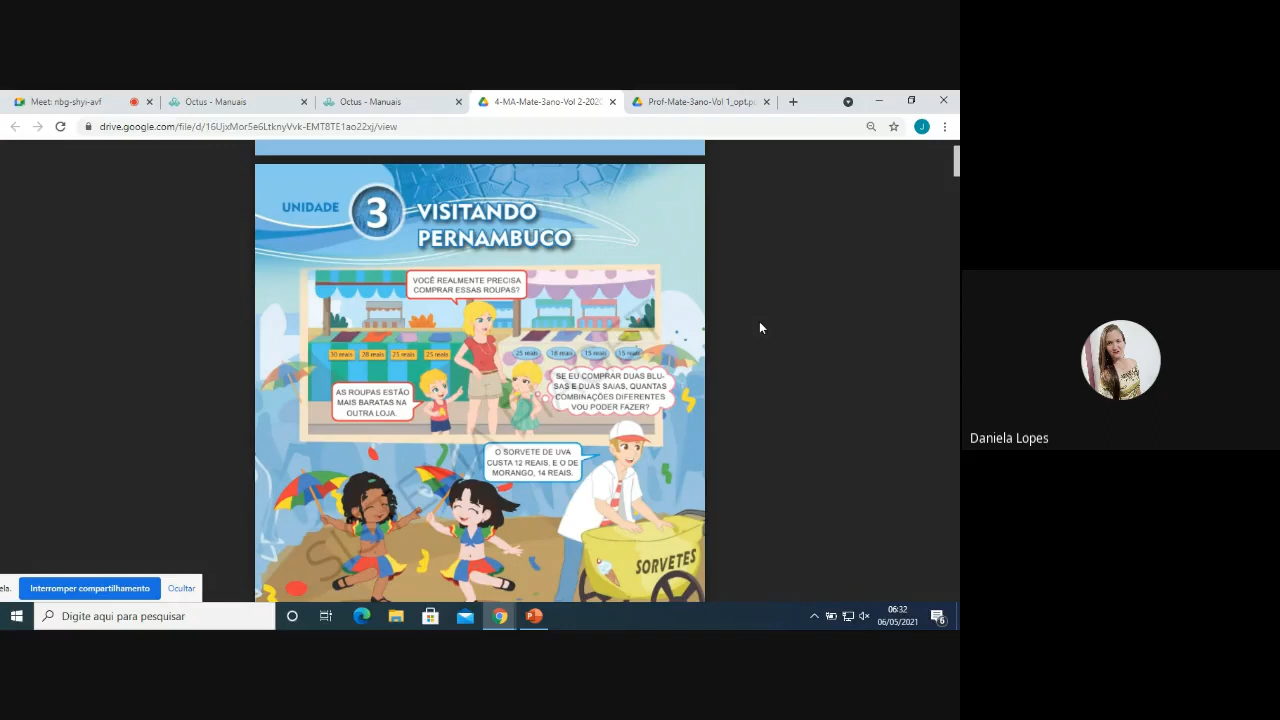 Meet: nbg-shyi-avf
Octus - Manuais
Octus - Manuais
4-MA-Mate-3ano-Vol 2-202
Prof-Mate-3ano-Vol 1_opt.p
drive.google.com/file/d/16UjxMor5e6LtknyVvk-EMT8TE1ao22xj/view
J
UNIDADE 3 VISITANDO
PERNAMBUCO
VOCÊ REALMENTE PRECISA
COMPRAR ESSAS ROUPAS?
30 reais 28 reais 25 reais 25 reais
25 reais 18 reais 15 reais 15 reais
AS ROUPAS ESTÃO
MAIS BARATAS NA
OUTRA LOJA.
SE EU COMPRAR DUAS BLU-
SAS E DUAS SAIAS, QUANTAS
COMBINAÇÕES DIFERENTES
VOU PODER FAZER?
O SORVETE DE UVA
CUSTA 12 REAIS, E O DE
MORANGO, 14 REAIS.
SORVETES
Daniela Lopes
ela.
Interromper compartilhamento
Ocultar
Digite aqui para pesquisar
06:32
06/05/2021
6